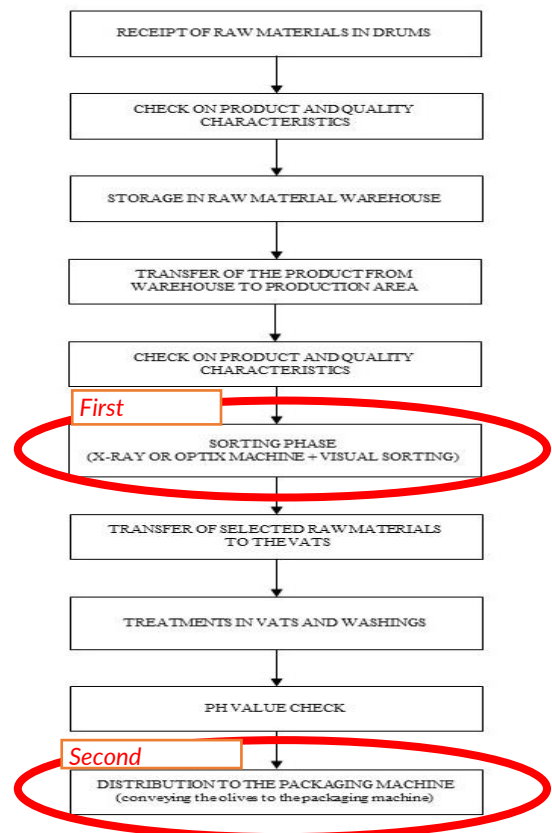 RECEIPT OF RAW MATERIALS IN DRUMS
CHECK ON PRODUCT AND QUALITY
CHARACTERISTICS
STORAGE IN RAW MATERIAL WAREHOUSE
TRANSFER OF THE PRODUCT FROM
WAREHOUSE TO PRODUCTION AREA
CHECK ON PRODUCT AND QUALITY
CHARACTERISTICS
First
SORTING PHASE
(X-RAY OR OPTIX MACHINE + VISUAL SORTING)
TRANSFER OF SELECTED RAW MATERIALS
TO THE VATS
TREATMENTS IN VATS AND WASHINGS
PH VALUE CHECK
Second
DISTRIBUTION TO THE PACKAGING MACHINE
(conveying the olives to the packaging machine)